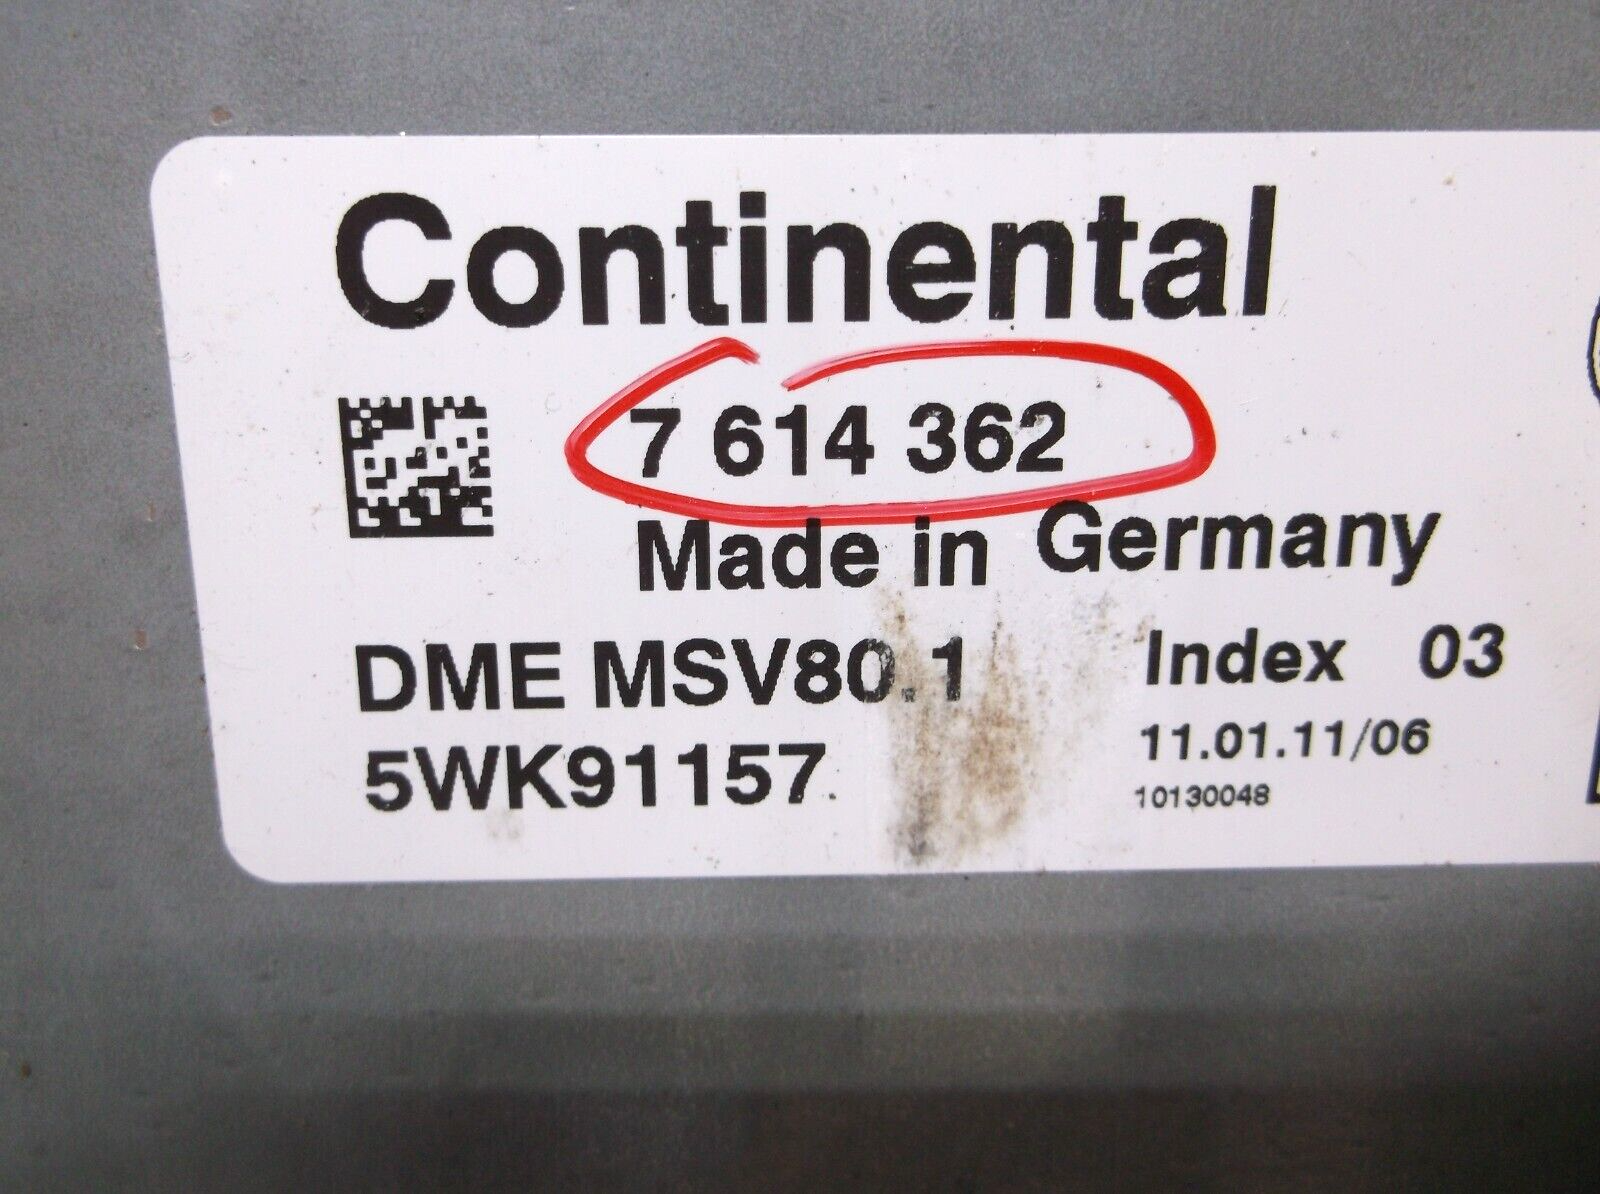 Continental
7 614 362
Made in Germany
DME MSV80.1
Index 03
5WK91157
11.01.11/06
10130048